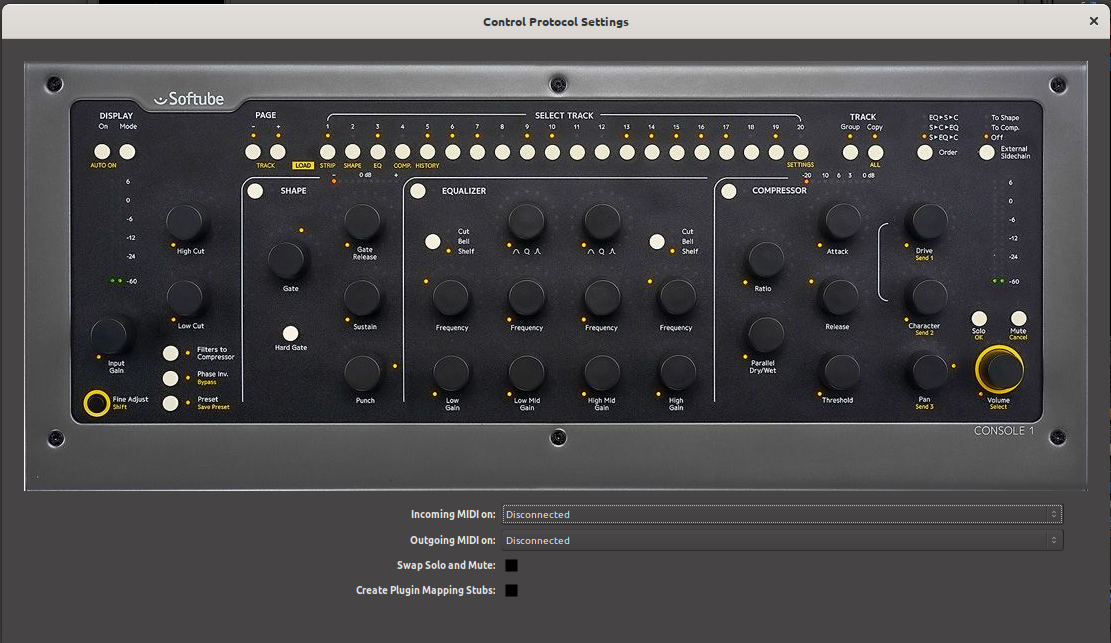 Control Protocol Settings
Softube
DISPLAY
On Mode
AUTO ON
PAGE
- +
TRACK
LOAD
SELECT TRACK
1 2 3 4 5 6 7 8 9 10 11 12 13 14 15 16 17 18 19 20
STRIP SHAPE EQ COMP. HISTORY
SETTINGS
TRACK
Group Copy
ALL
EQ▸S▸C
S▸C▸EQ
S▸EQ▸C
Order
To Shape
To Comp.
Off
External
Sidechain
- 0 dB +
-20 10 6 3 0 dB
6
0
-6
-12
-24
-60
High Cut
Low Cut
Input
Gain
Filters to
Compressor
Phase Inv.
Bypass
Preset
Save Preset
Fine Adjust
Shift
SHAPE
Gate
Release
Gate
Sustain
Hard Gate
Punch
EQUALIZER
Cut
Bell
Shelf
Q
Q
Cut
Bell
Shelf
Frequency
Frequency
Frequency
Frequency
Low
Gain
Low Mid
Gain
High Mid
Gain
High
Gain
COMPRESSOR
Attack
Ratio
Release
Parallel
Dry/Wet
Threshold
Drive
Send 1
Character
Send 2
Pan
Send 3
6
0
-6
-12
-24
-60
Solo
OK
Mute
Cancel
Volume
Select
CONSOLE 1
Incoming MIDI on: Disconnected
Outgoing MIDI on: Disconnected
Swap Solo and Mute:
Create Plugin Mapping Stubs: